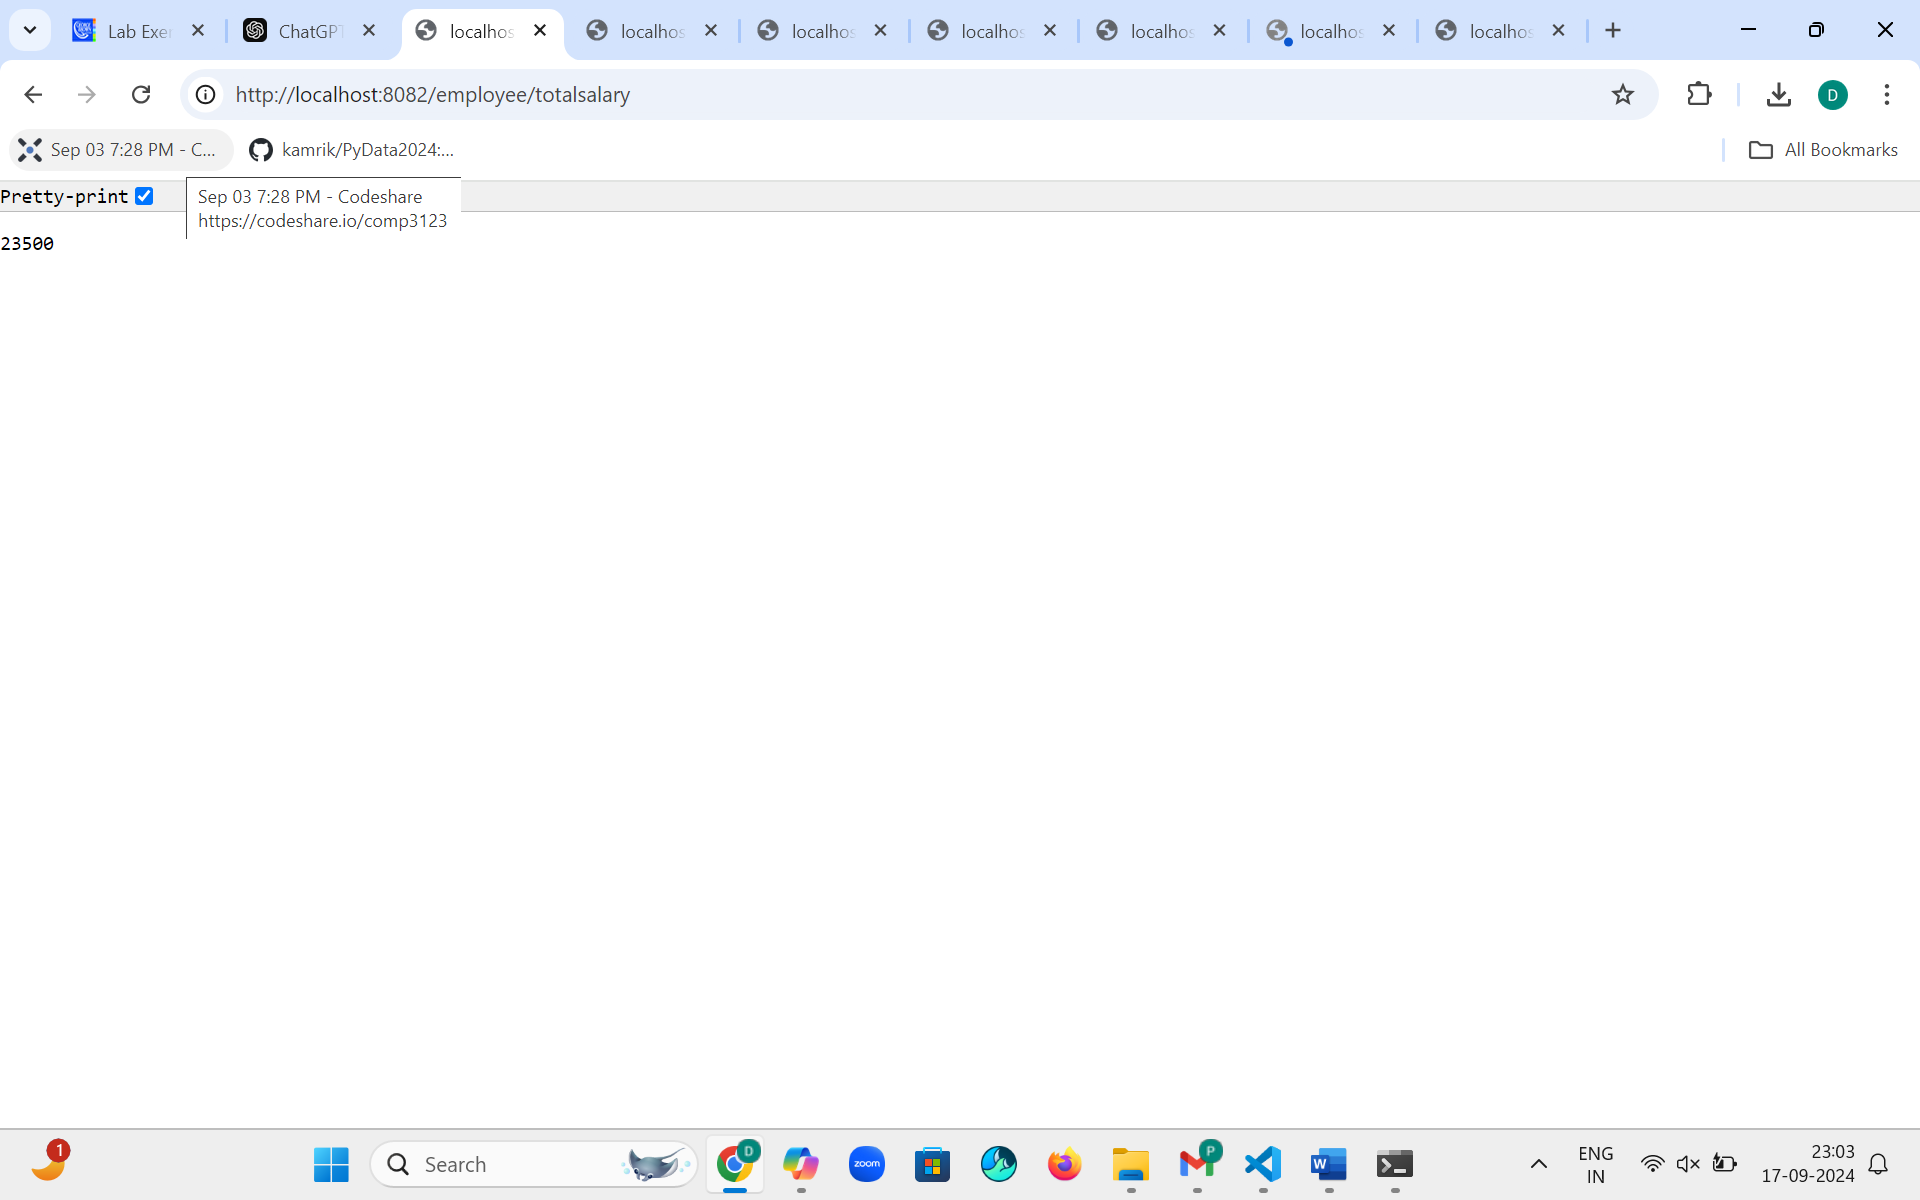 Lab Exer
ChatGPT
localhos
localhos
localhos
localhos
localhos
localhos
localhos
http://localhost:8082/employee/totalsalary
D
Sep 03 7:28 PM - C...
kamrik/PyData2024:...
All Bookmarks
Pretty-print
Sep 03 7:28 PM - Codeshare
https://codeshare.io/comp3123
23500
1
Search
D
zoom
P
W
ENG
IN
23:03
17-09-2024